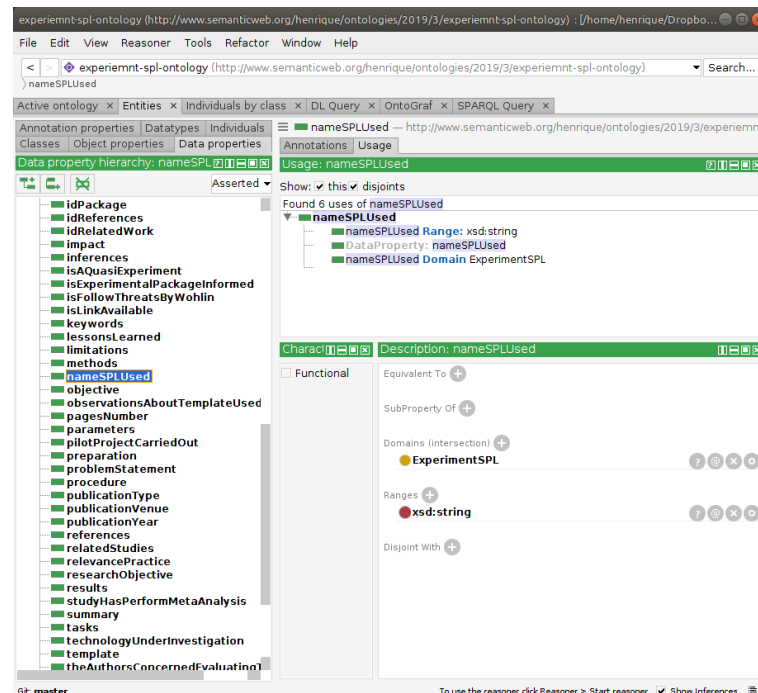 experiemnt-spl-ontology (http://www.semanticweb.org/henrique/ontologies/2019/3/experiemnt-spl-ontology) : [/home/henrique/Dropbo...
File Edit View Reasoner Tools Refactor Window Help
< > experiemnt-spl-ontology (http://www.semanticweb.org/henrique/ontologies/2019/3/experiemnt-spl-ontology) Search...
nameSPLUsed
Active ontology × Entities × Individuals by class × DL Query × OntoGraf × SPARQL Query ×
Annotation properties Datatypes Individuals
Classes Object properties Data properties
Data property hierarchy: nameSPL
Asserted
idPackage
idReferences
idRelatedWork
impact
inferences
isAQuasiExperiment
isExperimentalPackageInformed
isFollowThreatsByWohlin
isLinkAvailable
keywords
lessonsLearned
limitations
methods
nameSPLUsed
objective
observationsAboutTemplateUsed
pagesNumber
parameters
pilotProjectCarriedOut
preparation
problemStatement
procedure
publicationType
publicationVenue
publicationYear
references
relatedStudies
relevancePractice
researchObjective
results
studyHasPerformMetaAnalysis
summary
tasks
technologyUnderInvestigation
template
theAuthorsConcernedEvaluatingT
nameSPLUsed — http://www.semanticweb.org/henrique/ontologies/2019/3/experiemn
Annotations Usage
Usage: nameSPLUsed
Show: this disjoints
Found 6 uses of nameSPLUsed
nameSPLUsed
nameSPLUsed Range: xsd:string
DataProperty: nameSPLUsed
nameSPLUsed Domain ExperimentSPL
Charact
Functional
Description: nameSPLUsed
Equivalent To
SubProperty Of
Domains (intersection)
ExperimentSPL
Ranges
xsd:string
Disjoint With
Git: master
To use the reasoner click Reasoner > Start reasoner Show Inferences